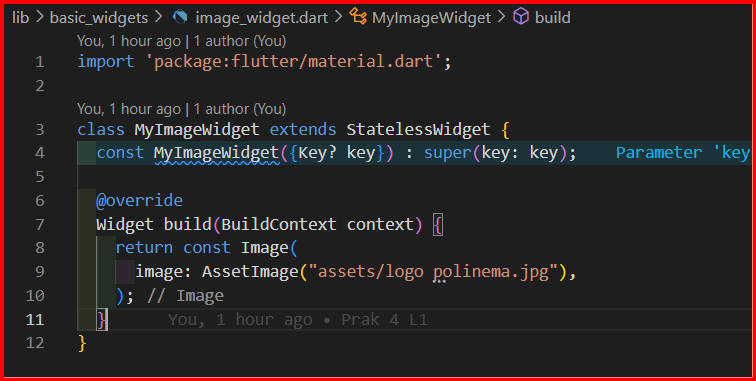 lib > basic_widgets > image_widget.dart > MyImageWidget > build
You, 1 hour ago | 1 author (You)
1 import 'package:flutter/material.dart';
2
You, 1 hour ago | 1 author (You)
3 class MyImageWidget extends StatelessWidget {
4 const MyImageWidget({Key? key}) : super(key: key); Parameter 'key
5
6 @override
7 Widget build(BuildContext context) {
8 return const Image(
9 image: AssetImage("assets/logo polinema.jpg"),
10 ); // Image
11 } You, 1 hour ago • Prak 4 L1
12 }